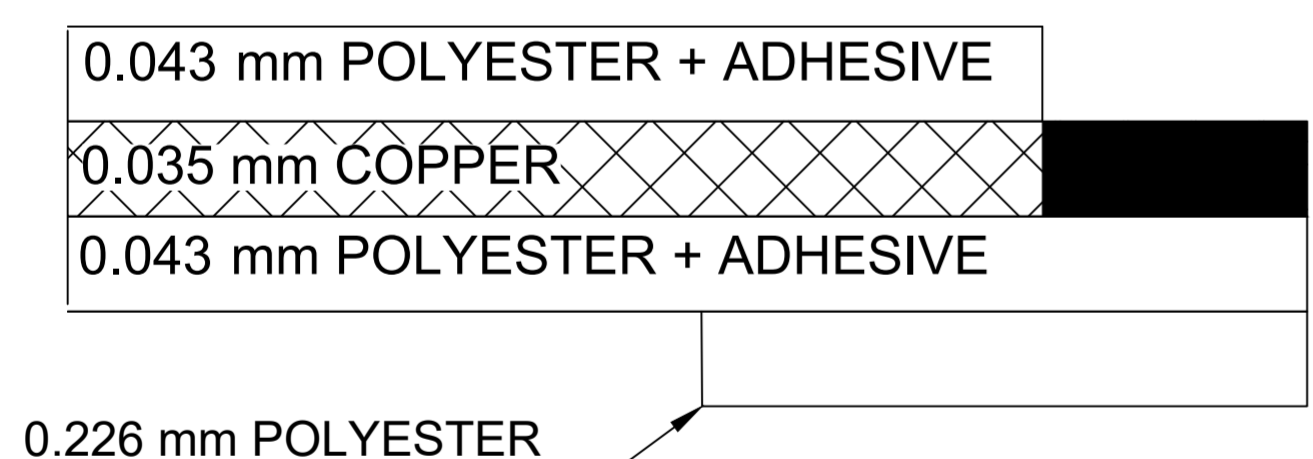 0.043 mm POLYESTER + ADHESIVE
0.035 mm COPPER
0.043 mm POLYESTER + ADHESIVE
0.226 mm POLYESTER